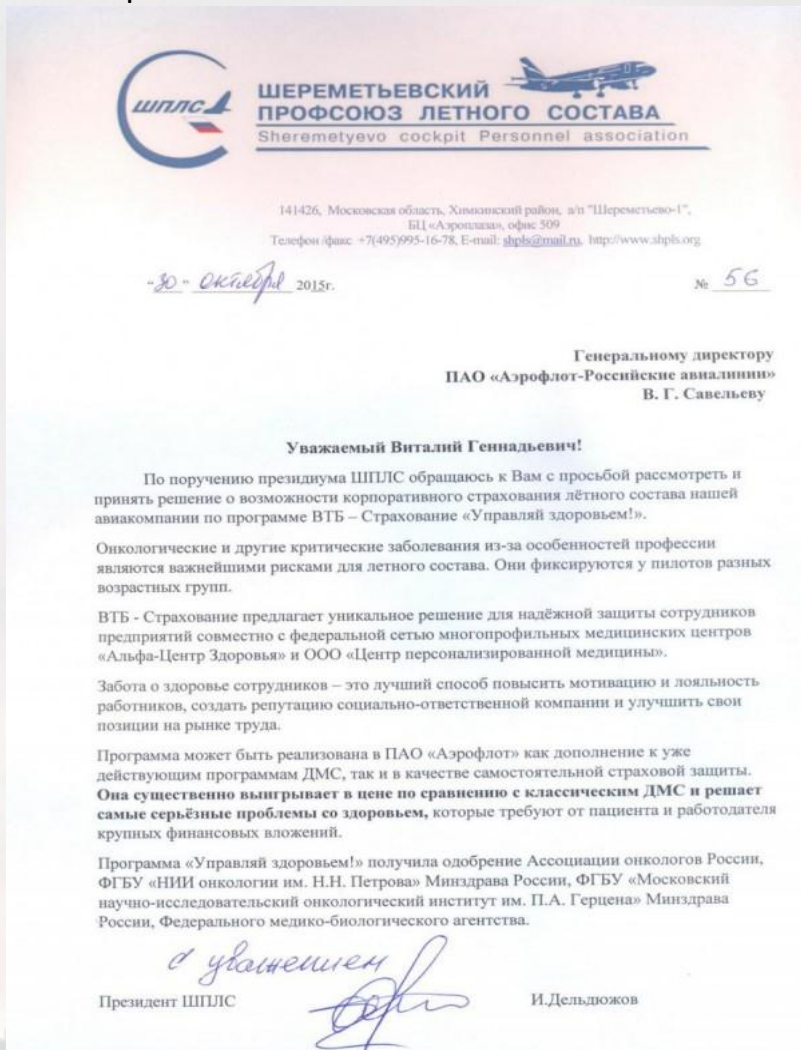 шплс
ШЕРЕМЕТЬЕВСКИЙ
ПРОФСОЮЗ ЛЕТНОГО СОСТАВА
Sheremetyevo cockpit Personnel association
141426, Московская область, Химкинский район, а/п "Шереметьево-1",
БЦ «Аэроплаза», офис 509
Телефон /факс +7(495)995-16-78, E-mail: shpls@mail.ru, http://www.shpls.org
"30" октября 2015г.
№ 56
Генеральному директору
ПАО «Аэрофлот-Российские авиалинии»
В. Г. Савельеву
Уважаемый Виталий Геннадьевич!
По поручению президиума ШПЛС обращаюсь к Вам с просьбой рассмотреть и
принять решение о возможности корпоративного страхования лётного состава нашей
авиакомпании по программе ВТБ – Страхование «Управляй здоровьем!».
Онкологические и другие критические заболевания из-за особенностей профессии
являются важнейшими рисками для летного состава. Они фиксируются у пилотов разных
возрастных групп.
ВТБ - Страхование предлагает уникальное решение для надёжной защиты сотрудников
предприятий совместно с федеральной сетью многопрофильных медицинских центров
«Альфа-Центр Здоровья» и ООО «Центр персонализированной медицины».
Забота о здоровье сотрудников – это лучший способ повысить мотивацию и лояльность
работников, создать репутацию социально-ответственной компании и улучшить свои
позиции на рынке труда.
Программа может быть реализована в ПАО «Аэрофлот» как дополнение к уже
действующим программам ДМС, так и в качестве самостоятельной страховой защиты.
Она существенно выигрывает в цене по сравнению с классическим ДМС и решает
самые серьёзные проблемы со здоровьем, которые требуют от пациента и работодателя
крупных финансовых вложений.
Программа «Управляй здоровьем!» получила одобрение Ассоциации онкологов России,
ФГБУ «НИИ онкологии им. Н.Н. Петрова» Минздрава России, ФГБУ «Московский
научно-исследовательский онкологический институт им. П.А. Герцена» Минздрава
России, Федерального медико-биологического агентства.
С уважением
Президент ШПЛС
И.Дельдюжов